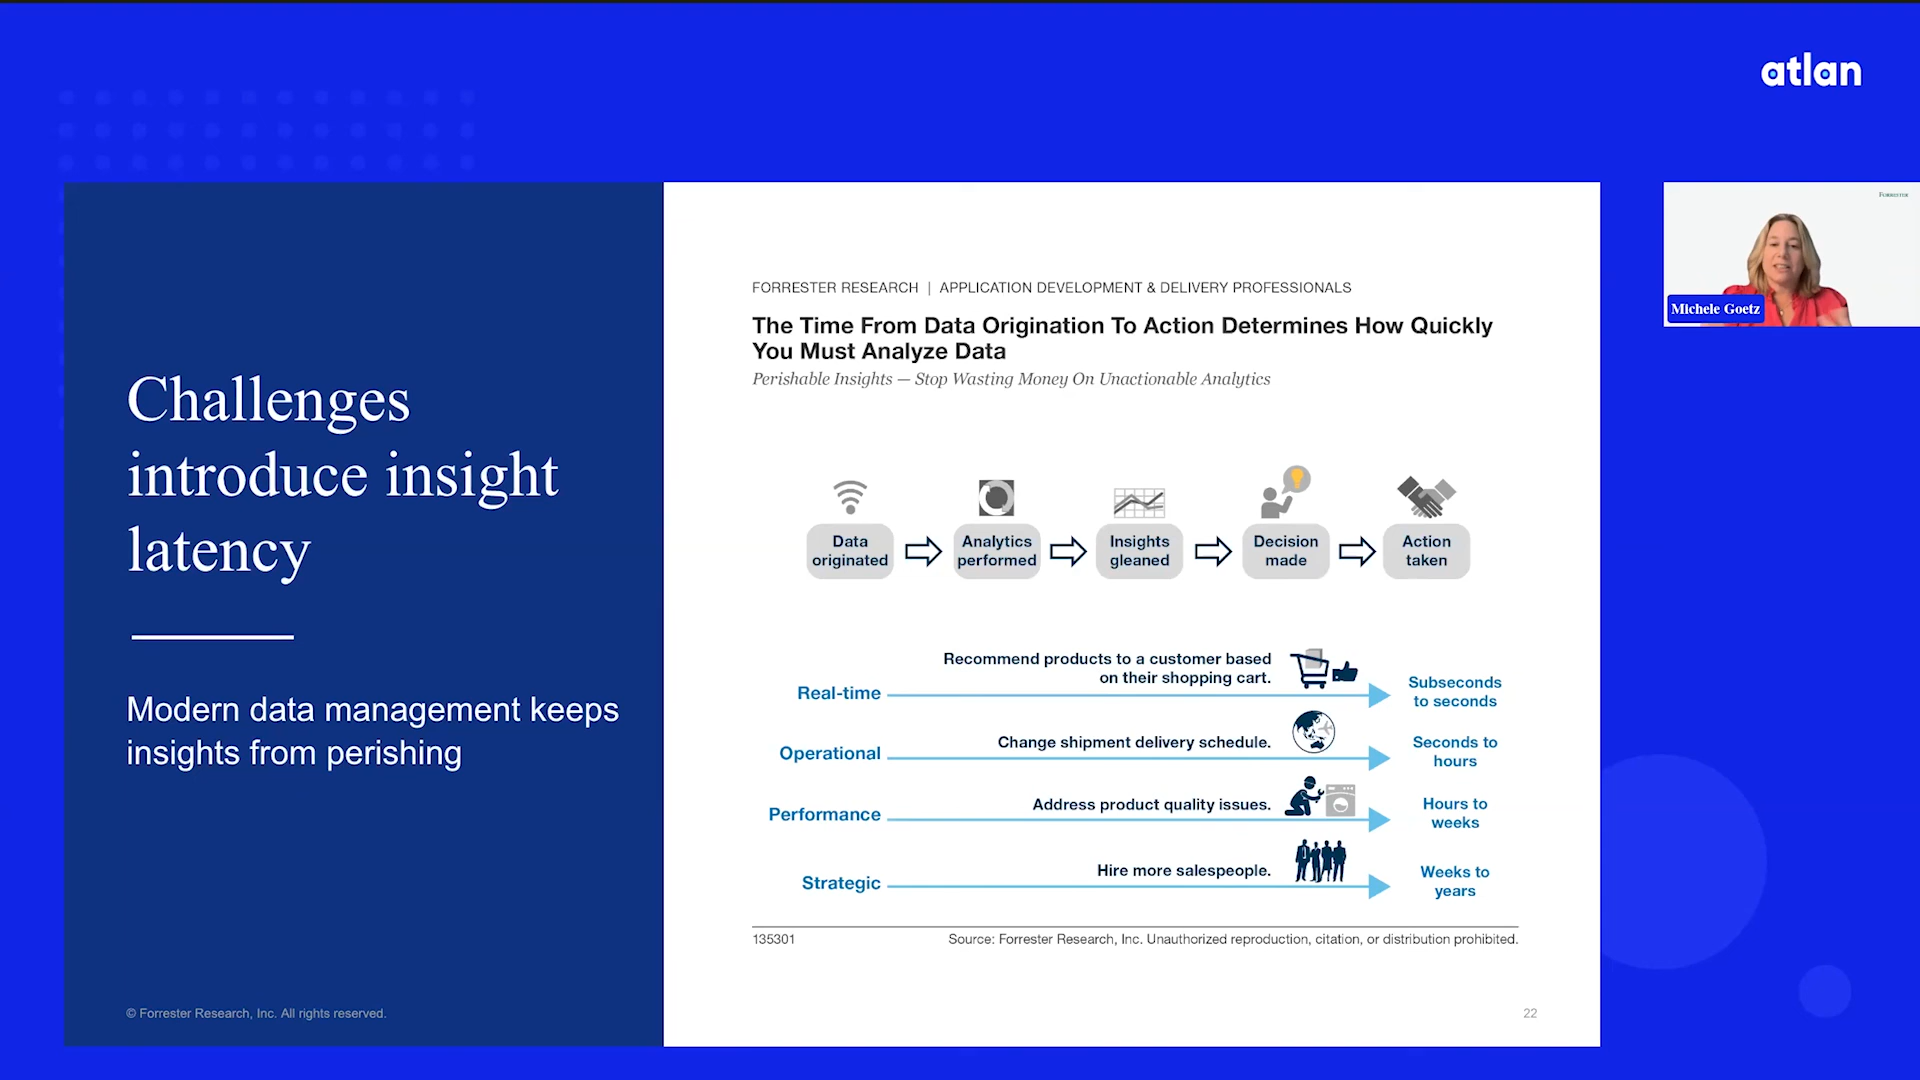 atlan
FORRESTER
Michele Goetz
Challenges
introduce insight
latency
Modern data management keeps
insights from perishing
© Forrester Research, Inc. All rights reserved.
FORRESTER RESEARCH | APPLICATION DEVELOPMENT & DELIVERY PROFESSIONALS
The Time From Data Origination To Action Determines How Quickly
You Must Analyze Data
Perishable Insights — Stop Wasting Money On Unactionable Analytics
Data
originated
Analytics
performed
Insights
gleaned
Decision
made
Action
taken
Real-time
Recommend products to a customer based
on their shopping cart.
Subseconds
to seconds
Operational
Change shipment delivery schedule.
Seconds to
hours
Performance
Address product quality issues.
Hours to
weeks
Strategic
Hire more salespeople.
Weeks to
years
135301
Source: Forrester Research, Inc. Unauthorized reproduction, citation, or distribution prohibited.
22